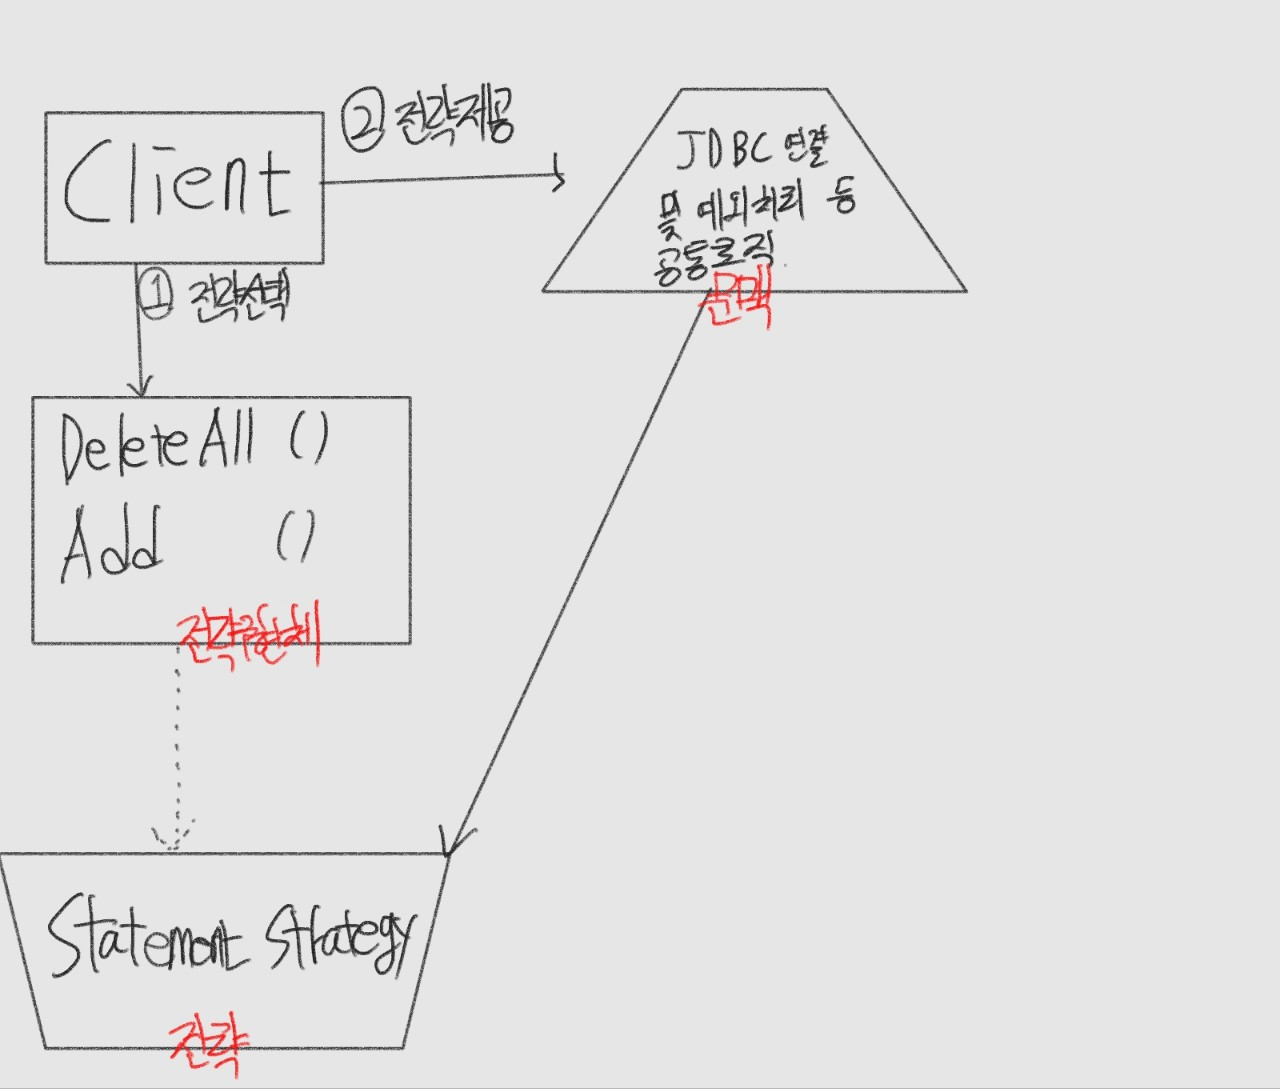 ② 전략제공
Client
JDBC 연결
및 예외처리 등
공통로직
문맥
① 전략선택
DeleteAll ()
Add ()
전략구현체
Statement Strategy
전략